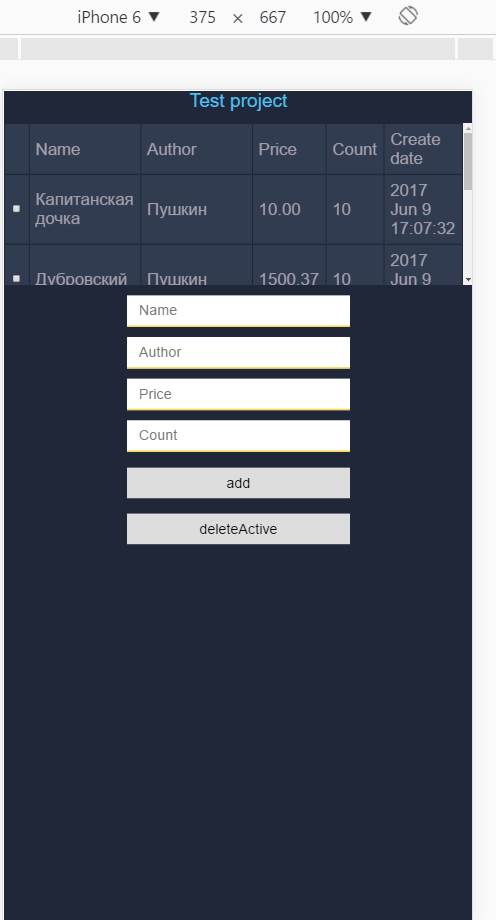 iPhone 6 ▼ 375 × 667 100% ▼
Test project
Name Author Price Count Create date
Капитанская дочка Пушкин 10.00 10 2017 Jun 9 17:07:32
Дубровский Пушкин 1500.37 10 2017 Jun 9
Name
Author
Price
Count
add
deleteActive